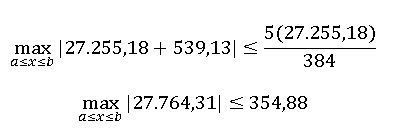 max |27.255,18 + 539,13| ≤ 5(27.255,18)/384
a≤x≤b
max |27.764,31| ≤ 354,88
a≤x≤b